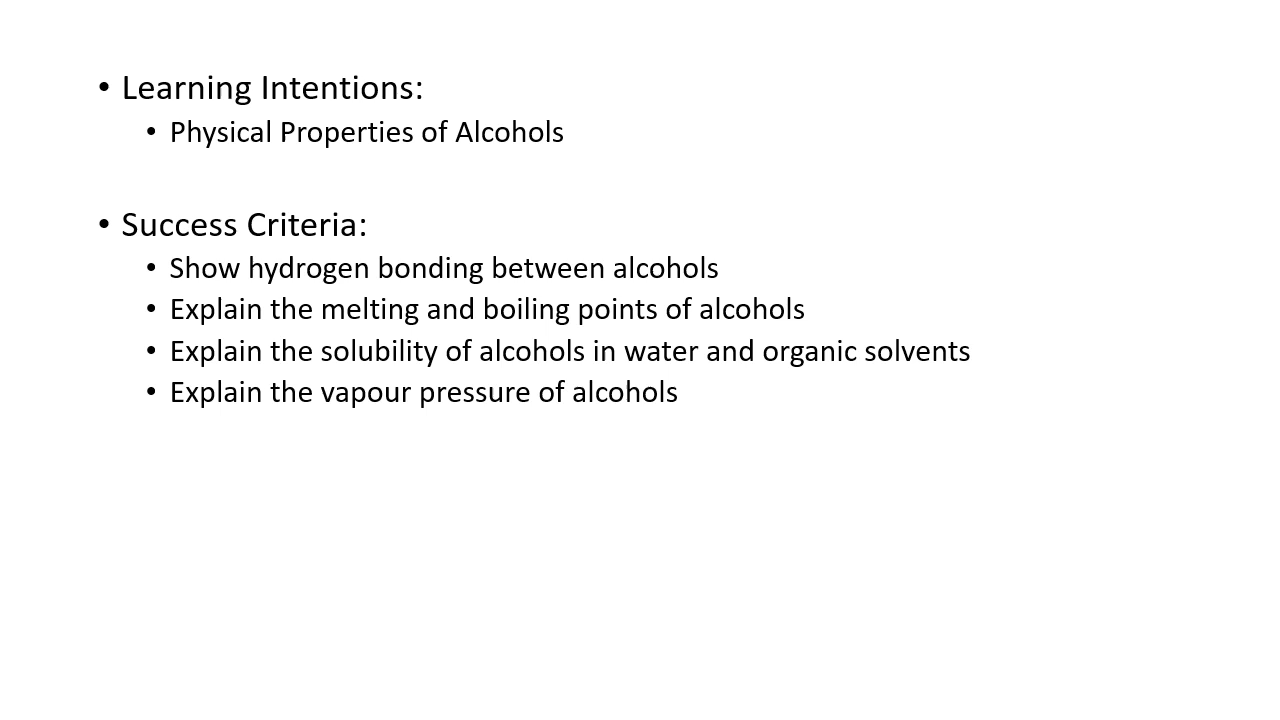 • Learning Intentions:
• Physical Properties of Alcohols
• Success Criteria:
• Show hydrogen bonding between alcohols
• Explain the melting and boiling points of alcohols
• Explain the solubility of alcohols in water and organic solvents
• Explain the vapour pressure of alcohols